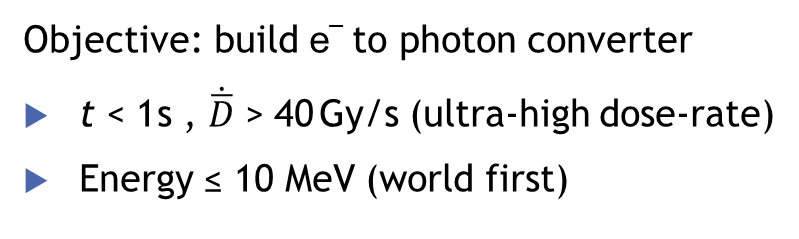 Objective: build e⁻ to photon converter
▶ t < 1s , D̅̇ > 40 Gy/s (ultra-high dose-rate)
▶ Energy ≤ 10 MeV (world first)